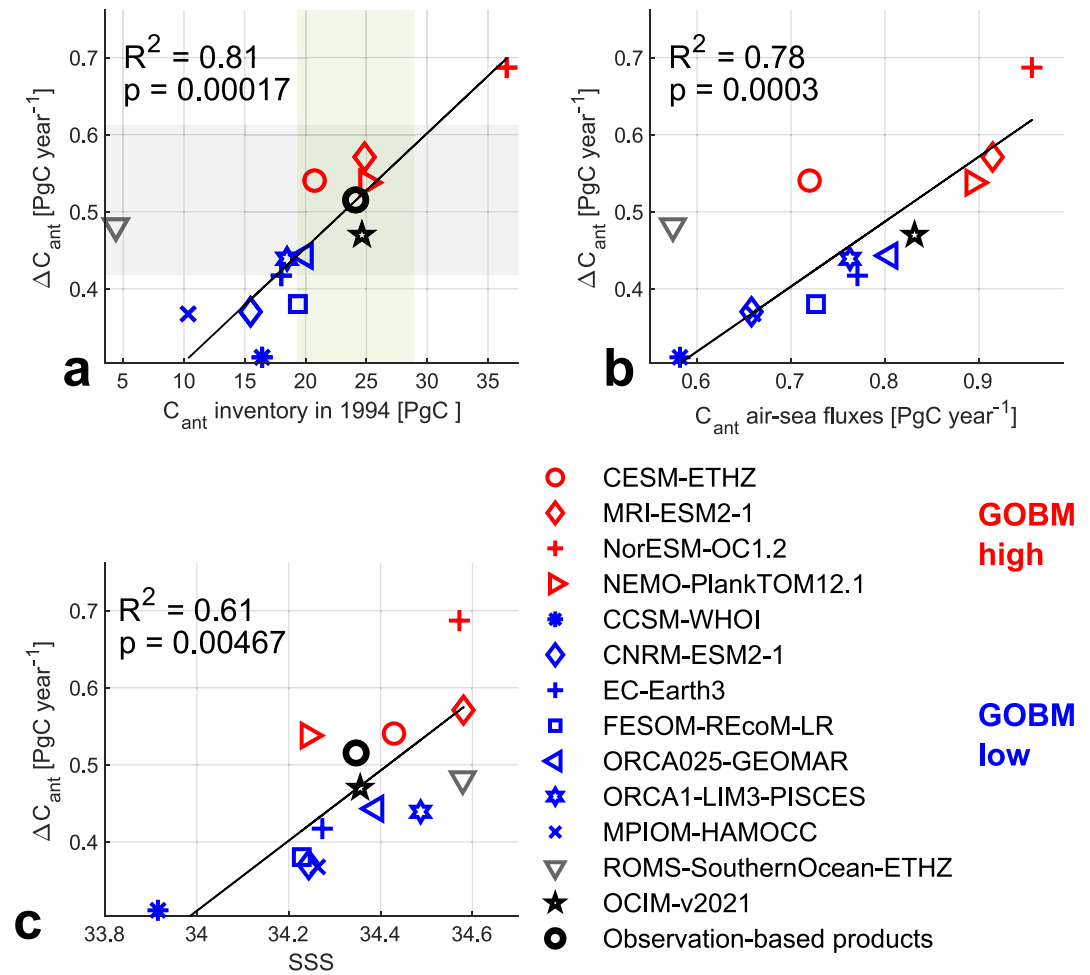 R² = 0.81
p = 0.00017
ΔC_ant [PgC year⁻¹]
0.7
0.6
0.5
0.4
5 10 15 20 25 30 35
C_ant inventory in 1994 [PgC ]
a
R² = 0.78
p = 0.0003
ΔC_ant [PgC year⁻¹]
0.7
0.6
0.5
0.4
0.6 0.7 0.8 0.9
C_ant air-sea fluxes [PgC year⁻¹]
b
R² = 0.61
p = 0.00467
ΔC_ant [PgC year⁻¹]
0.7
0.6
0.5
0.4
33.8 34 34.2 34.4 34.6
SSS
c
CESM-ETHZ
MRI-ESM2-1
NorESM-OC1.2
NEMO-PlankTOM12.1
CCSM-WHOI
CNRM-ESM2-1
EC-Earth3
FESOM-REcoM-LR
ORCA025-GEOMAR
ORCA1-LIM3-PISCES
MPIOM-HAMOCC
ROMS-SouthernOcean-ETHZ
OCIM-v2021
Observation-based products
GOBM
high
GOBM
low